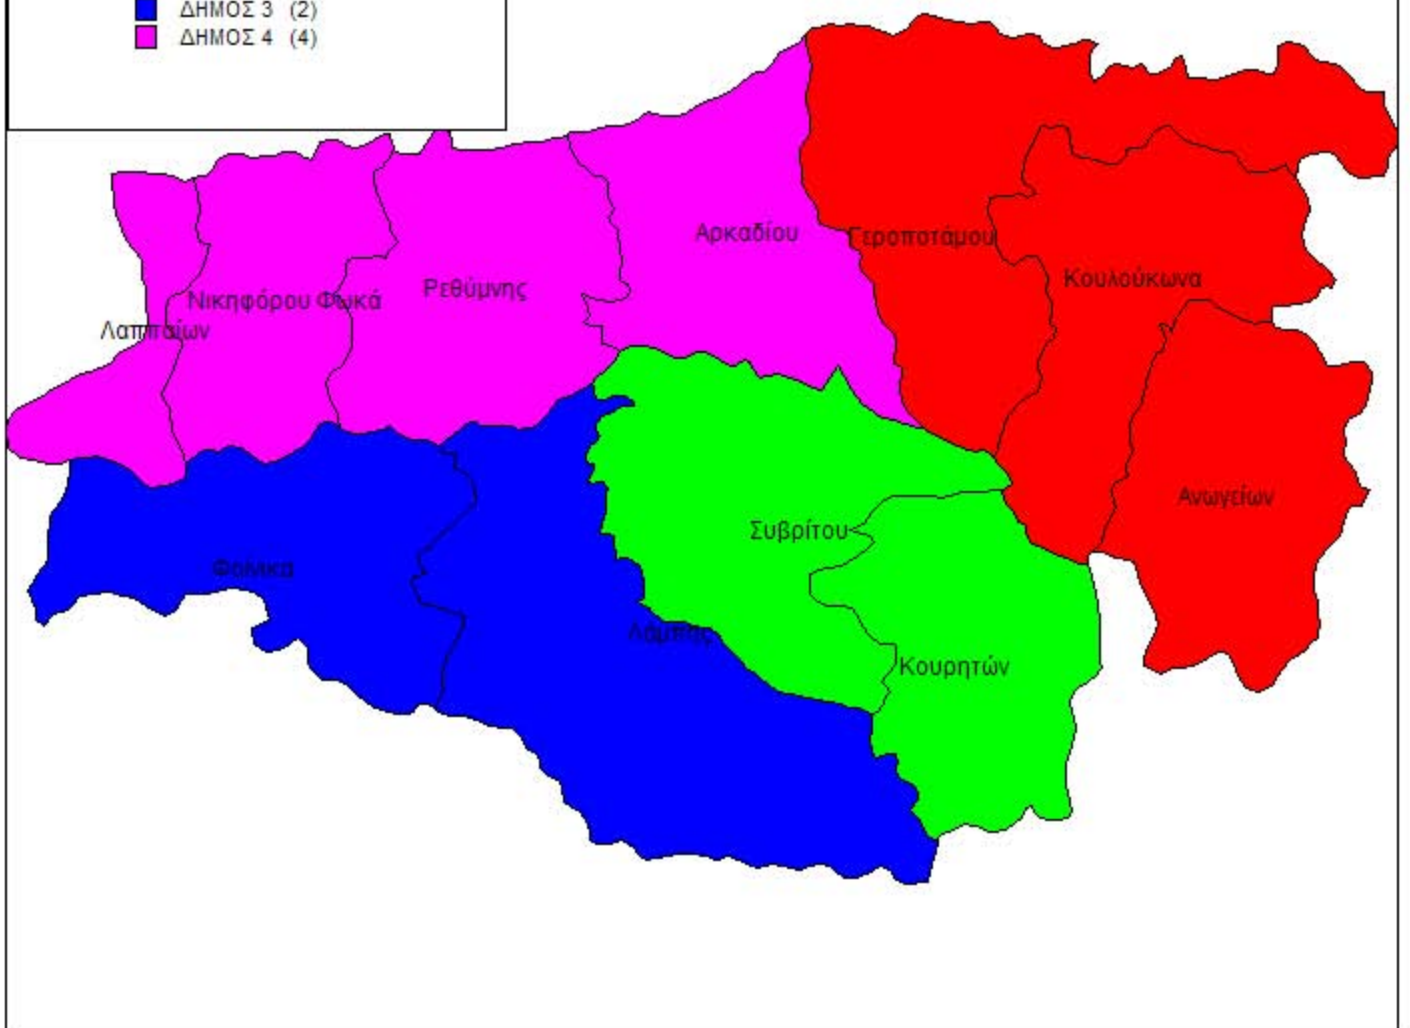 ΔΗΜΟΣ 3 (2)
ΔΗΜΟΣ 4 (4)
Αρκαδίου
Γεροποτάμου
Κουλούκωνα
Ρεθύμνης
Νικηφόρου Φωκά
Λαππαίων
Ανωγείων
Συβρίτου
Φοίνικα
Λάμπης
Κουρητών